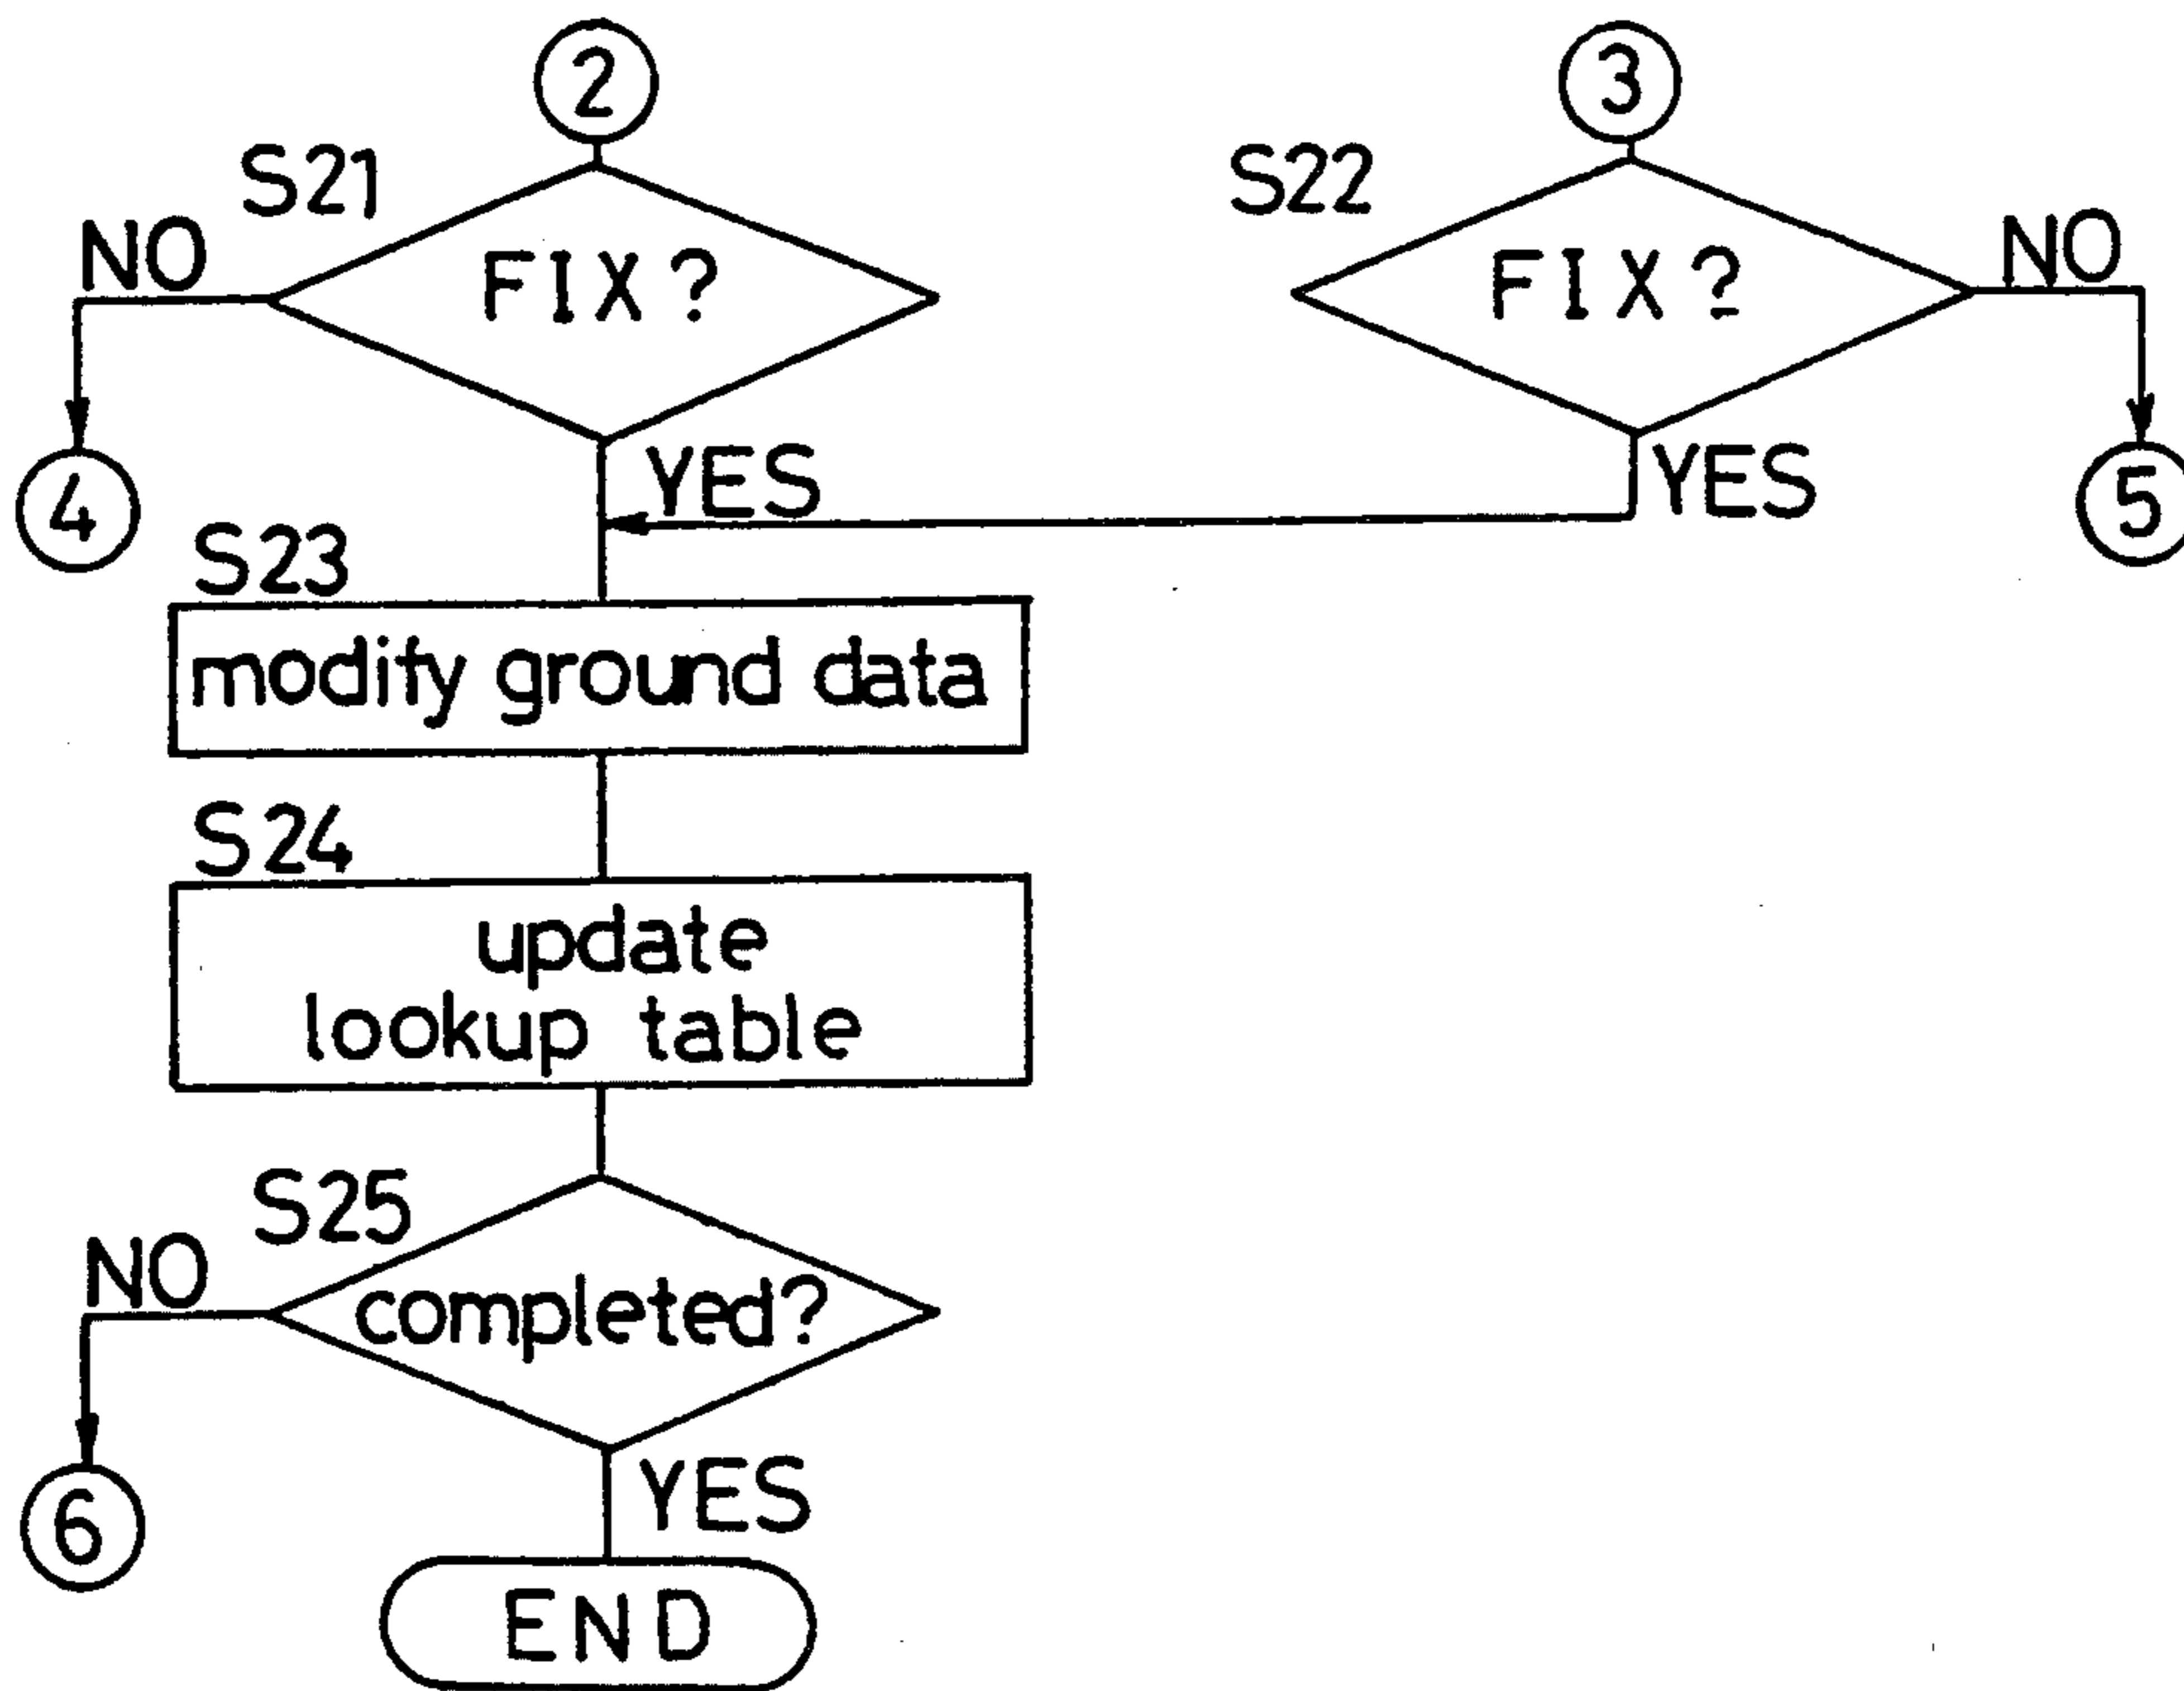 2
3
S21
S22
NO
FIX?
FIX?
NO
YES
YES
4
5
S23
modify ground data
S24
update
lookup table
S25
NO
completed?
YES
6
END